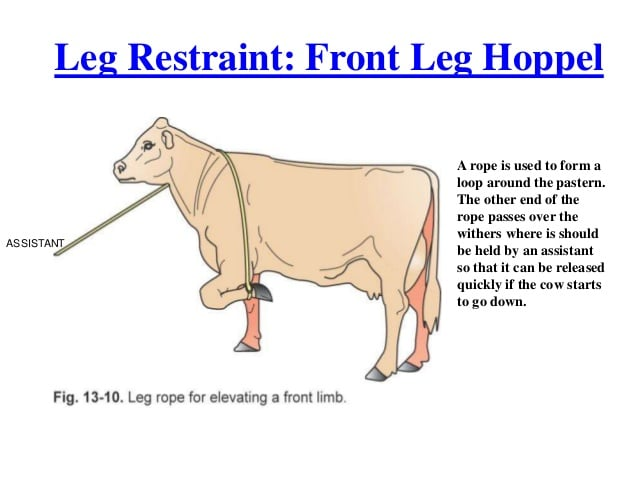 Leg Restraint: Front Leg Hoppel
A rope is used to form a
loop around the pastern.
The other end of the
rope passes over the
withers where is should
be held by an assistant
so that it can be released
quickly if the cow starts
to go down.
ASSISTANT
Fig. 13-10. Leg rope for elevating a front limb.